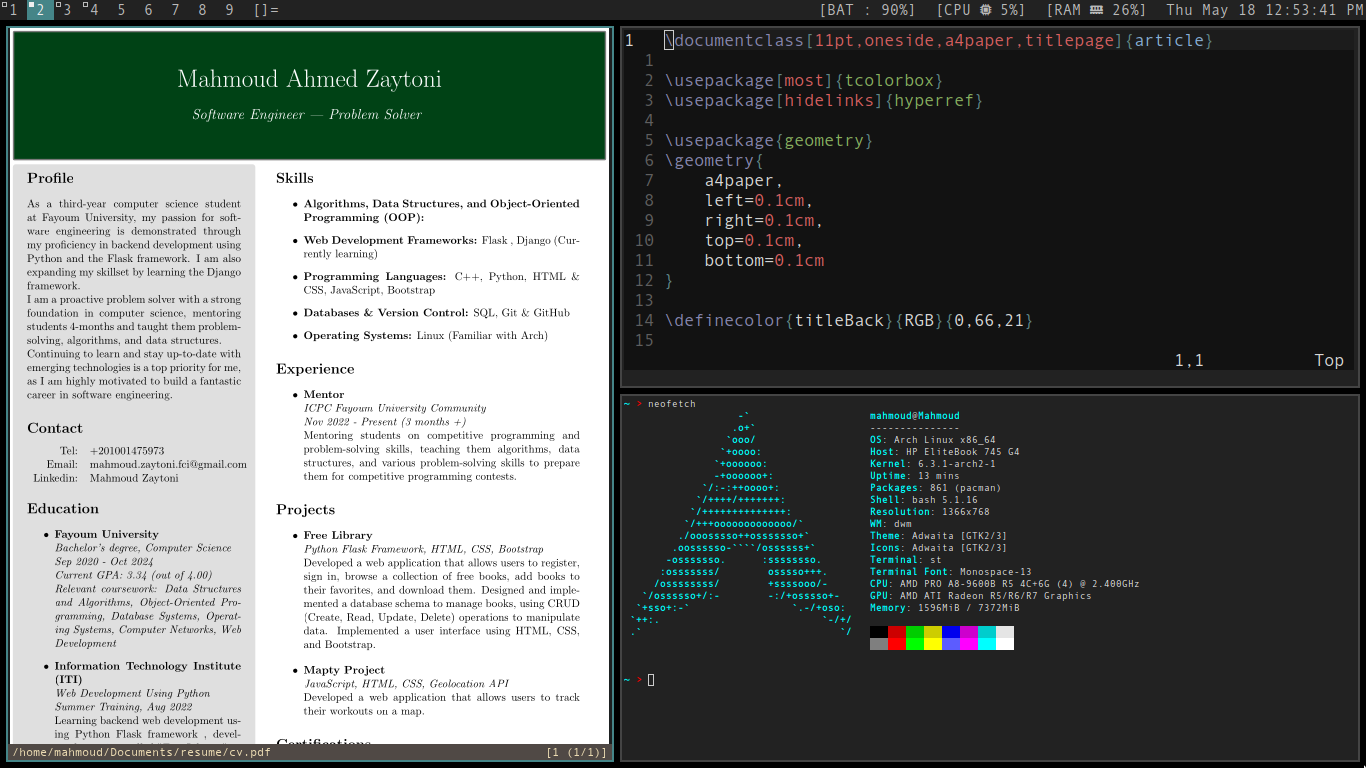 1 2 3 4 5 6 7 8 9 []= [BAT : 90%] [CPU 5%] [RAM 26%] Thu May 18 12:53:41 PM
Mahmoud Ahmed Zaytoni
Software Engineer — Problem Solver
Profile
As a third-year computer science student
at Fayoum University, my passion for soft-
ware engineering is demonstrated through
my proficiency in backend development using
Python and the Flask framework. I am also
expanding my skillset by learning the Django
framework.
I am a proactive problem solver with a strong
foundation in computer science, mentoring
students 4-months and taught them problem-
solving, algorithms, and data structures.
Continuing to learn and stay up-to-date with
emerging technologies is a top priority for me,
as I am highly motivated to build a fantastic
career in software engineering.
Contact
Tel: +201001475973
Email: mahmoud.zaytoni.fci@gmail.com
Linkedin: Mahmoud Zaytoni
Education
• Fayoum University
Bachelor's degree, Computer Science
Sep 2020 - Oct 2024
Current GPA: 3.34 (out of 4.00)
Relevant coursework: Data Structures
and Algorithms, Object-Oriented Pro-
gramming, Database Systems, Operat-
ing Systems, Computer Networks, Web
Development
• Information Technology Institute
(ITI)
Web Development Using Python
Summer Training, Aug 2022
Learning backend web development us-
ing Python Flask framework , devel-
Skills
• Algorithms, Data Structures, and Object-Oriented
Programming (OOP):
• Web Development Frameworks: Flask , Django (Cur-
rently learning)
• Programming Languages: C++, Python, HTML &
CSS, JavaScript, Bootstrap
• Databases & Version Control: SQL, Git & GitHub
• Operating Systems: Linux (Familiar with Arch)
Experience
• Mentor
ICPC Fayoum University Community
Nov 2022 - Present (3 months +)
Mentoring students on competitive programming and
problem-solving skills, teaching them algorithms, data
structures, and various problem-solving skills to prepare
them for competitive programming contests.
Projects
• Free Library
Python Flask Framework, HTML, CSS, Bootstrap
Developed a web application that allows users to register,
sign in, browse a collection of free books, add books to
their favorites, and download them. Designed and imple-
mented a database schema to manage books, using CRUD
(Create, Read, Update, Delete) operations to manipulate
data. Implemented a user interface using HTML, CSS,
and Bootstrap.
• Mapty Project
JavaScript, HTML, CSS, Geolocation API
Developed a web application that allows users to track
their workouts on a map.
Certifications
/home/mahmoud/Documents/resume/cv.pdf [1 (1/1)]
1 \documentclass[11pt,oneside,a4paper,titlepage]{article}
1
2 \usepackage[most]{tcolorbox}
3 \usepackage[hidelinks]{hyperref}
4
5 \usepackage{geometry}
6 \geometry{
7 a4paper,
8 left=0.1cm,
9 right=0.1cm,
10 top=0.1cm,
11 bottom=0.1cm
12 }
13
14 \definecolor{titleBack}{RGB}{0,66,21}
15
1,1 Top
~ > neofetch
mahmoud@Mahmoud
---------------
OS: Arch Linux x86_64
Host: HP EliteBook 745 G4
Kernel: 6.3.1-arch2-1
Uptime: 13 mins
Packages: 861 (pacman)
Shell: bash 5.1.16
Resolution: 1366x768
WM: dwm
Theme: Adwaita [GTK2/3]
Icons: Adwaita [GTK2/3]
Terminal: st
Terminal Font: Monospace-13
CPU: AMD PRO A8-9600B R5 4C+6G (4) @ 2.400GHz
GPU: AMD ATI Radeon R5/R6/R7 Graphics
Memory: 1596MiB / 7372MiB
~ >